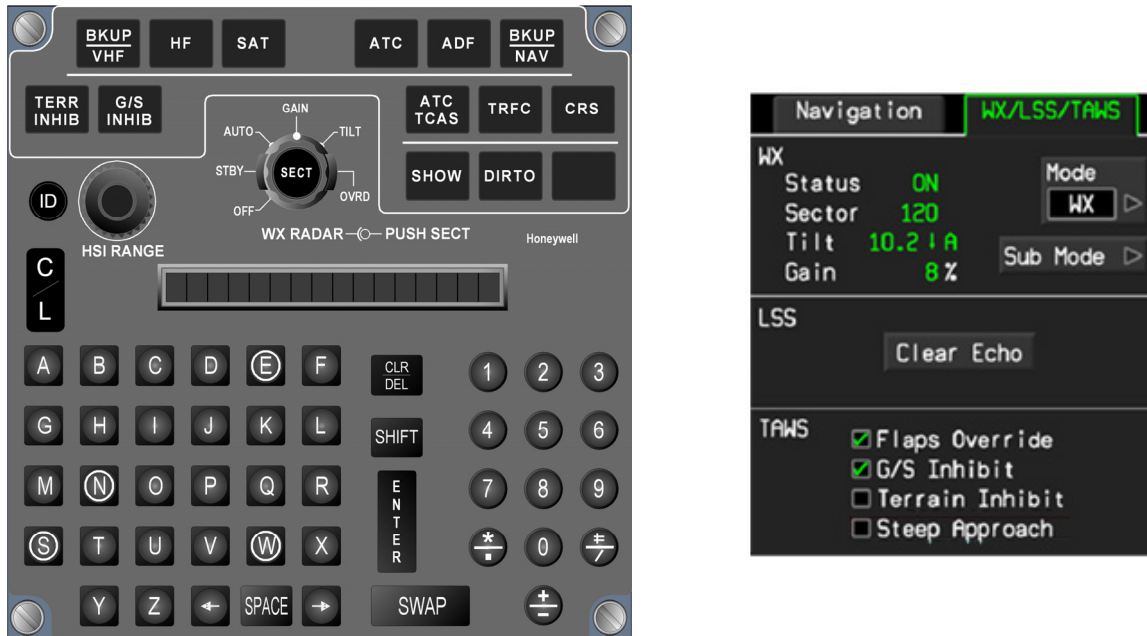 BKUP
VHF
HF
SAT
ATC
ADF
BKUP
NAV
TERR
INHIB
G/S
INHIB
ATC
TCAS
TRFC
CRS
SHOW
DIRTO
GAIN
AUTO
TILT
STBY
SECT
OVRD
OFF
WX RADAR PUSH SECT
Honeywell
ID
HSI RANGE
C/L
A B C D E F
CLR
DEL
1 2 3
G H I J K L
SHIFT
4 5 6
M N O P Q R
ENTER
7 8 9
S T U V W X
*
.
0
/
Y Z ← SPACE →
SWAP
+
–
Navigation WX/LSS/TAWS
WX
Status ON
Sector 120
Tilt 10.2↓A
Gain 8%
Mode
WX
Sub Mode
LSS
Clear Echo
TAWS
Flaps Override
G/S Inhibit
Terrain Inhibit
Steep Approach